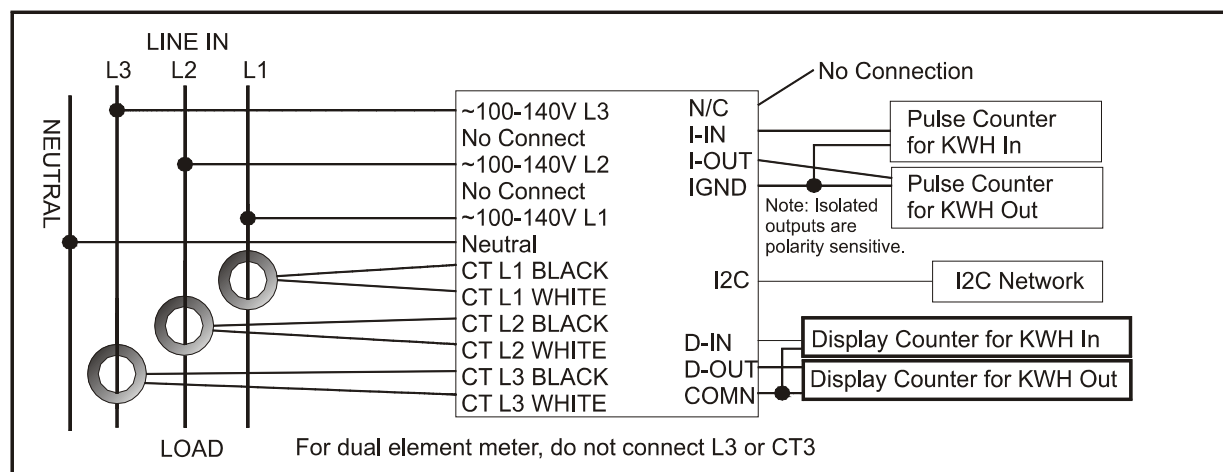 LINE IN
L3 L2 L1
NEUTRAL
~100-140V L3
No Connect
~100-140V L2
No Connect
~100-140V L1
Neutral
CT L1 BLACK
CT L1 WHITE
CT L2 BLACK
CT L2 WHITE
CT L3 BLACK
CT L3 WHITE
N/C
I-IN
I-OUT
IGND
I2C
D-IN
D-OUT
COMN
No Connection
Pulse Counter
for KWH In
Pulse Counter
for KWH Out
Note: Isolated
outputs are
polarity sensitive.
I2C Network
Display Counter for KWH In
Display Counter for KWH Out
LOAD
For dual element meter, do not connect L3 or CT3